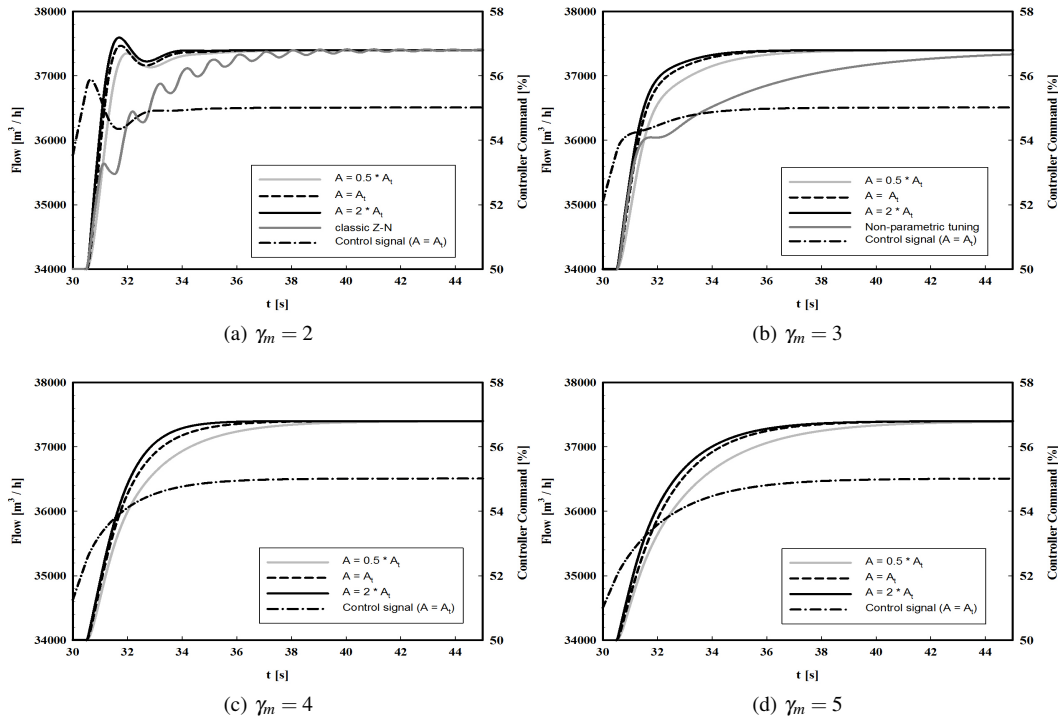 38000
37000
36000
35000
34000
Flow [m³ / h]
58
56
54
52
50
Controller Command [%]
A = 0.5 * Aₜ
A = Aₜ
A = 2 * Aₜ
classic Z-N
Control signal (A = Aₜ)
30 32 34 36 38 40 42 44
t [s]
(a) γₘ = 2
38000
37000
36000
35000
34000
Flow [m³ / h]
58
56
54
52
50
Controller Command [%]
A = 0.5 * Aₜ
A = Aₜ
A = 2 * Aₜ
Non-parametric tuning
Control signal (A = Aₜ)
30 32 34 36 38 40 42 44
t [s]
(b) γₘ = 3
38000
37000
36000
35000
34000
Flow [m³ / h]
58
56
54
52
50
Controller Command [%]
A = 0.5 * Aₜ
A = Aₜ
A = 2 * Aₜ
Control signal (A = Aₜ)
30 32 34 36 38 40 42 44
t [s]
(c) γₘ = 4
38000
37000
36000
35000
34000
Flow [m³ / h]
58
56
54
52
50
Controller Command [%]
A = 0.5 * Aₜ
A = Aₜ
A = 2 * Aₜ
Control signal (A = Aₜ)
30 32 34 36 38 40 42 44
t [s]
(d) γₘ = 5